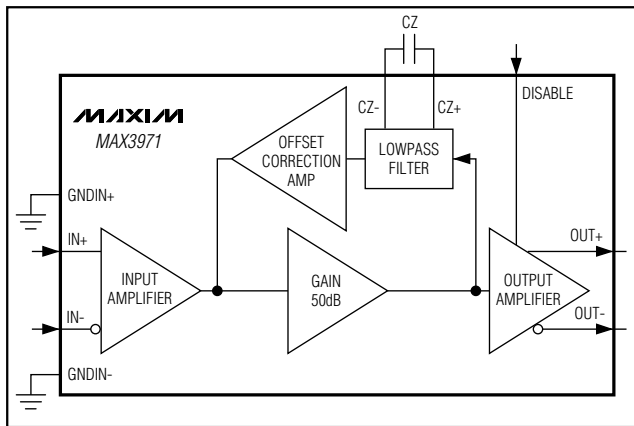 CZ
DISABLE
CZ-
CZ+
MAXIM
MAX3971
OFFSET
CORRECTION
AMP
LOWPASS
FILTER
GNDIN+
IN+
INPUT
AMPLIFIER
GAIN
50dB
OUTPUT
AMPLIFIER
OUT+
IN-
OUT-
GNDIN-